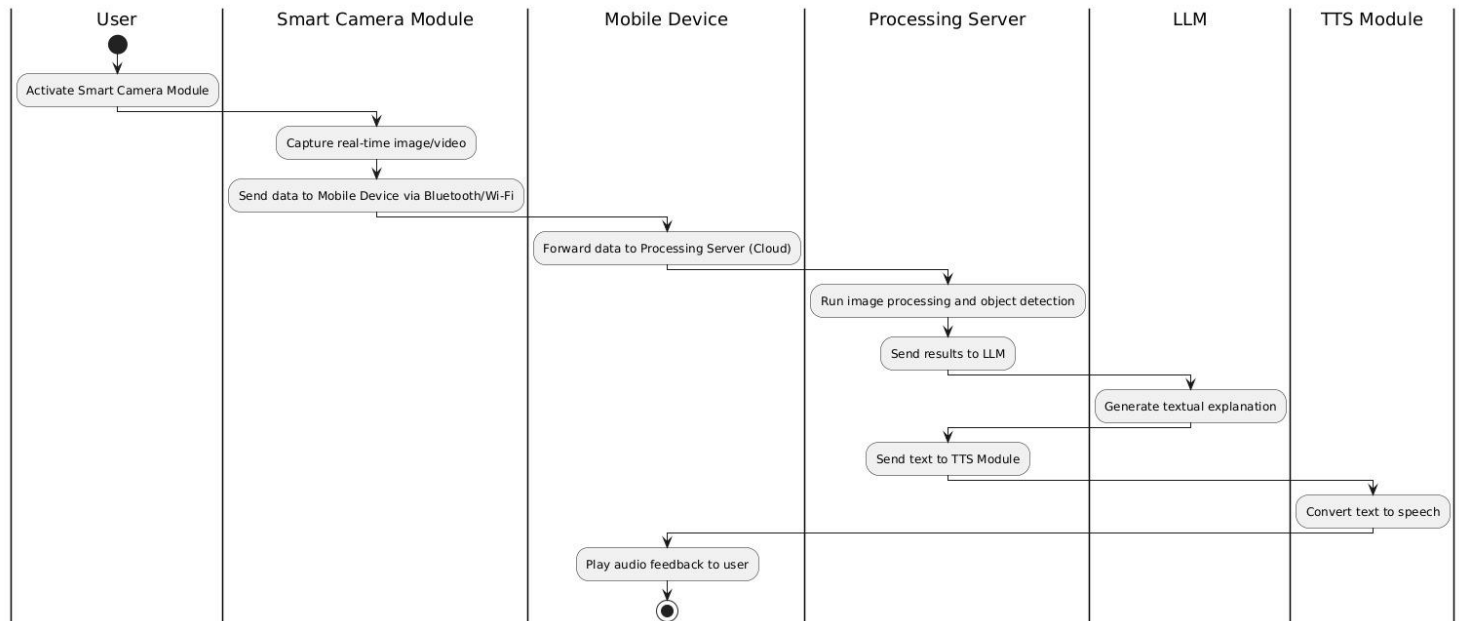 User
Smart Camera Module
Mobile Device
Processing Server
LLM
TTS Module
Activate Smart Camera Module
Capture real-time image/video
Send data to Mobile Device via Bluetooth/Wi-Fi
Forward data to Processing Server (Cloud)
Run image processing and object detection
Send results to LLM
Generate textual explanation
Send text to TTS Module
Convert text to speech
Play audio feedback to user